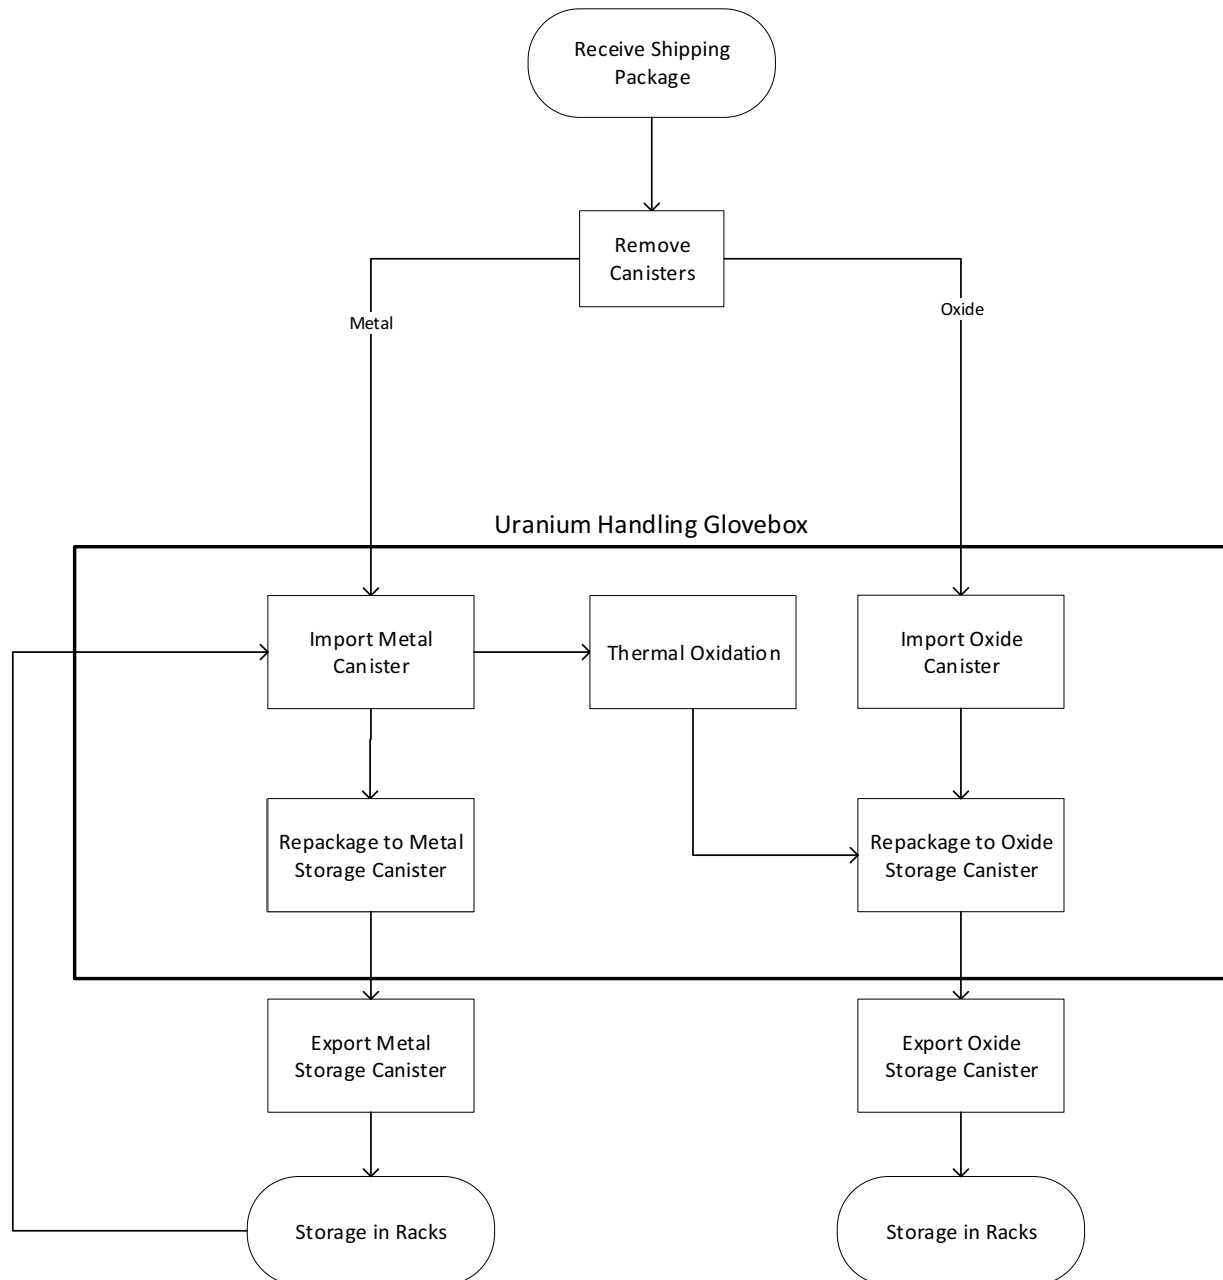 Receive Shipping
Package
Remove
Canisters
Metal
Oxide
Uranium Handling Glovebox
Import Metal
Canister
Thermal Oxidation
Import Oxide
Canister
Repackage to Metal
Storage Canister
Repackage to Oxide
Storage Canister
Export Metal
Storage Canister
Export Oxide
Storage Canister
Storage in Racks
Storage in Racks